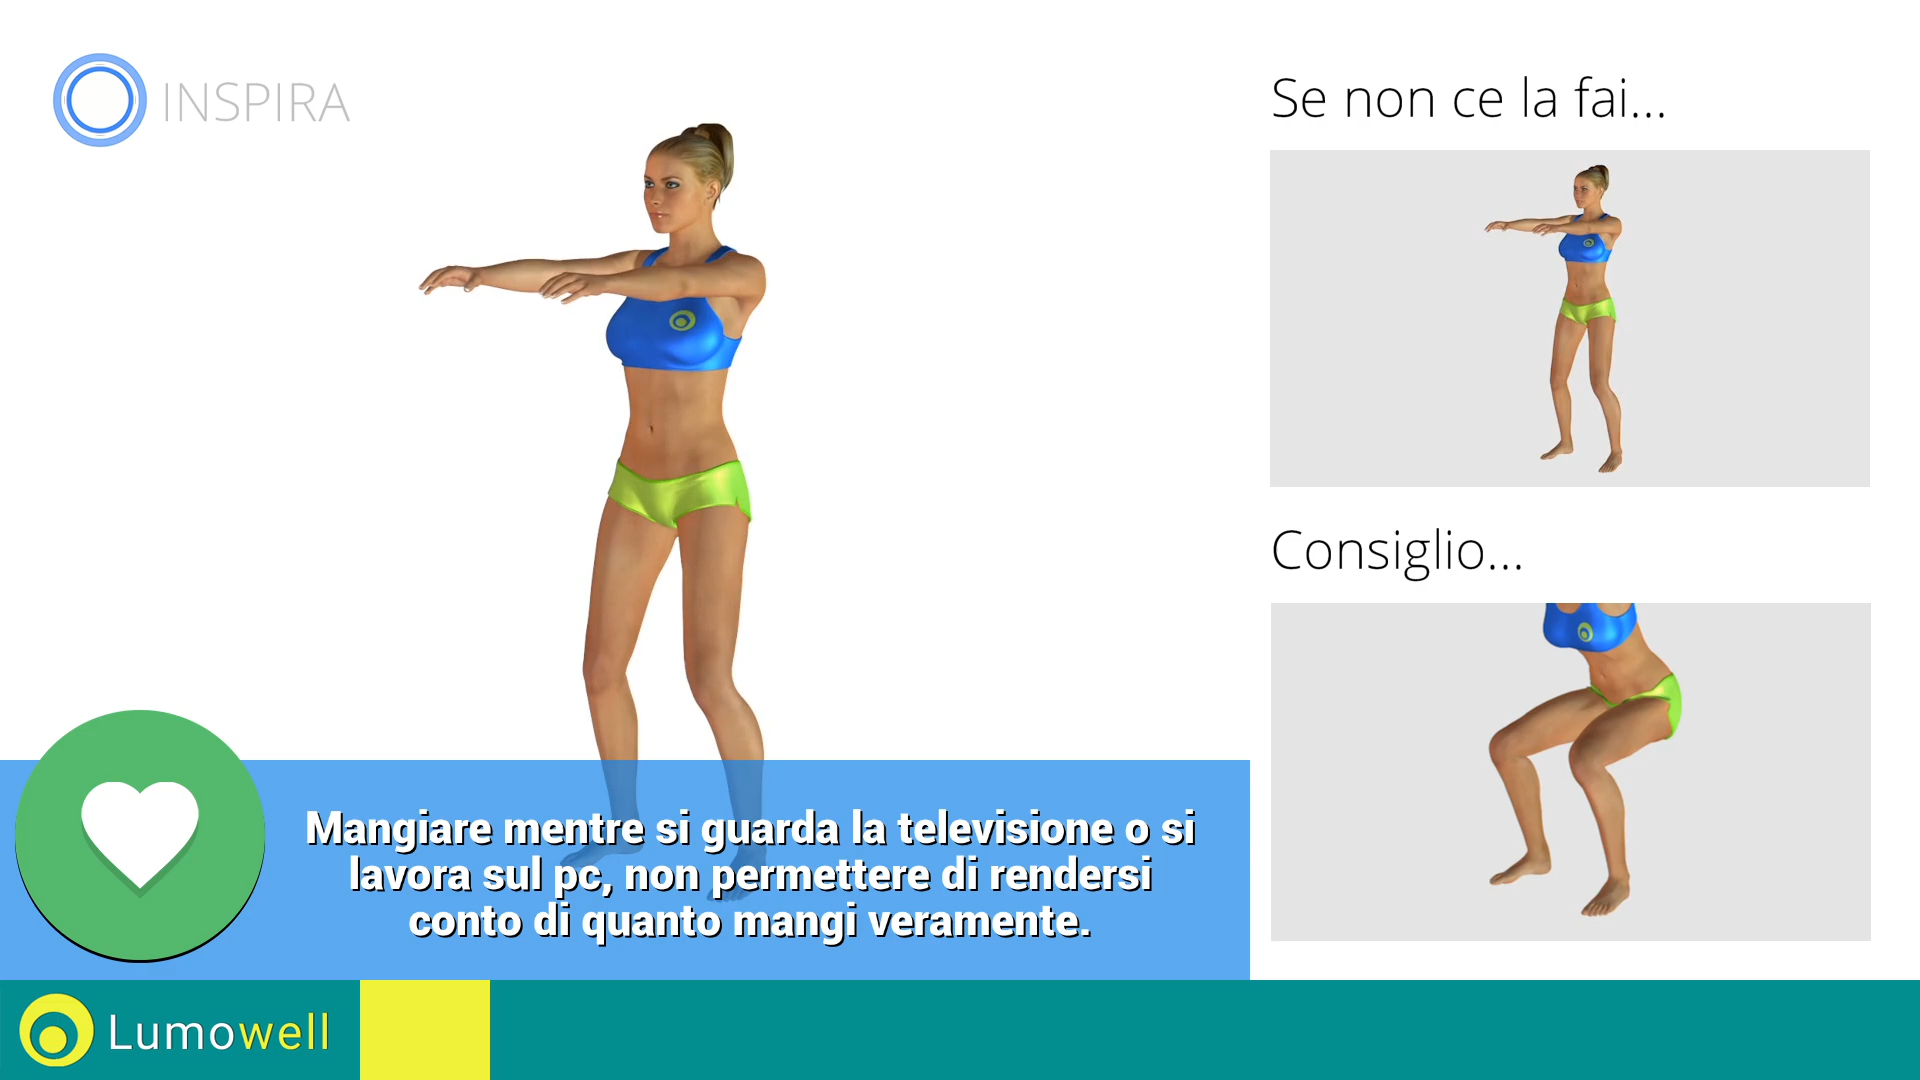 INSPIRA
Se non ce la fai...
Consiglio...
Mangiare mentre si guarda la televisione o si
lavora sul pc, non permettere di rendersi
conto di quanto mangi veramente.
Lumowell